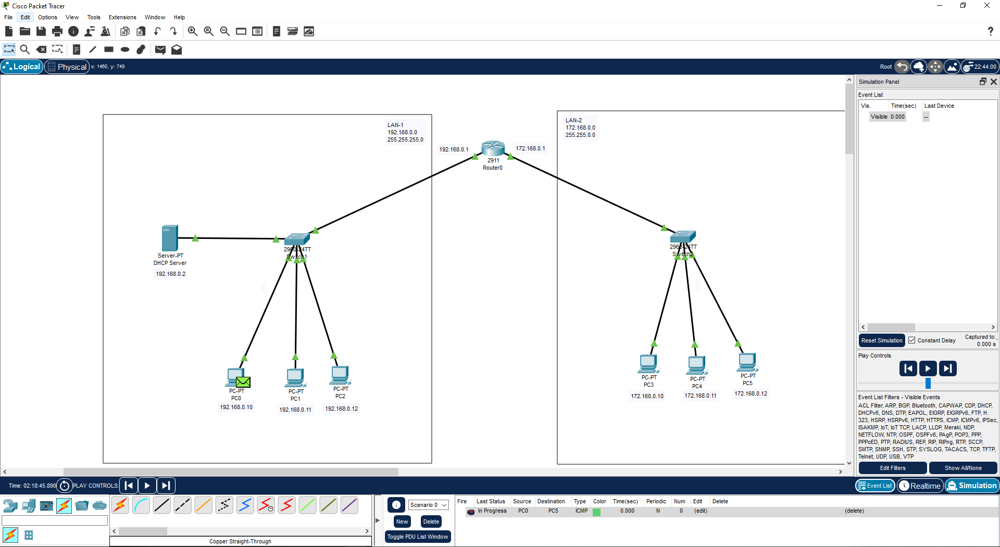 Cisco Packet Tracer
File Edit Options View Tools Extensions Window Help
Logical Physical x: 1460, y: 749
Root 22:44:00
LAN-1
192.168.0.0
255.255.255.0
192.168.0.1
172.168.0.1
2911
Router0
LAN-2
172.168.0.0
255.255.0.0
Server-PT
DHCP Server
192.168.0.2
2960-24TT
Switch1
2960-24TT
Switch2
PC-PT
PC0
192.168.0.10
PC-PT
PC1
192.168.0.11
PC-PT
PC2
192.168.0.12
PC-PT
PC3
172.168.0.10
PC-PT
PC4
172.168.0.11
PC-PT
PC5
172.168.0.12
Simulation Panel
Event List
Vis. Time(sec) Last Device
Visible 0.000 --
Reset Simulation Constant Delay Captured to:
0.000 s
Play Controls
Event List Filters - Visible Events
ACL Filter, ARP, BGP, Bluetooth, CAPWAP, CDP, DHCP,
DHCPv6, DNS, DTP, EAPOL, EIGRP, EIGRPv6, FTP, H.
323, HSRP, HSRPv6, HTTP, HTTPS, ICMP, ICMPv6, IPSec,
ISAKMP, IoT, IoT TCP, LACP, LLDP, Meraki, NDP,
NETFLOW, NTP, OSPF, OSPFv6, PAgP, POP3, PPP,
PPPoED, PTP, RADIUS, REP, RIP, RIPng, RTP, SCCP,
SMTP, SNMP, SSH, STP, SYSLOG, TACACS, TCP, TFTP,
Telnet, UDP, USB, VTP
Edit Filters Show All/None
Time: 02:18:45.890 PLAY CONTROLS:
Event List Realtime Simulation
Scenario 0
New Delete
Toggle PDU List Window
Copper Straight-Through
Fire Last Status Source Destination Type Color Time(sec) Periodic Num Edit Delete
In Progress PC0 PC5 ICMP 0.000 N 0 (edit) (delete)